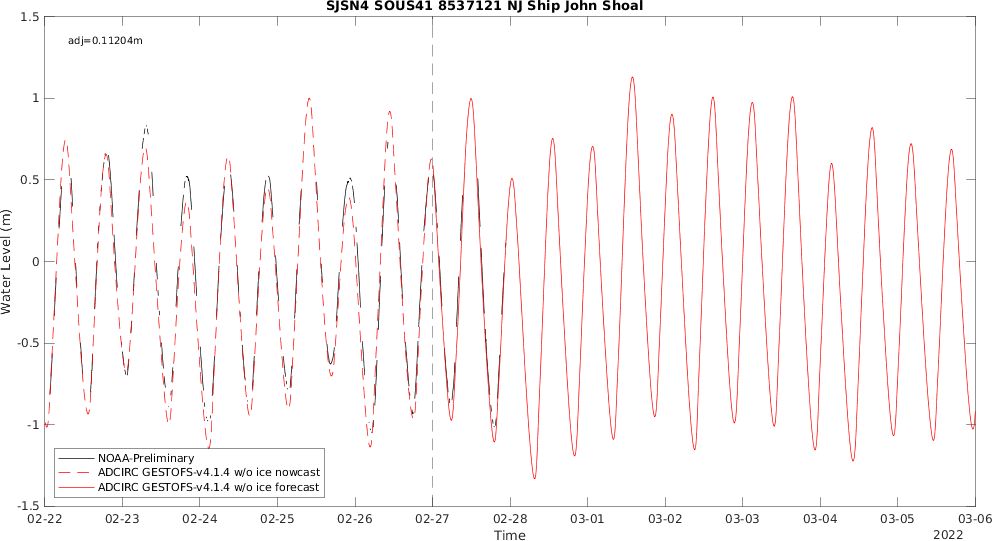 SJSN4 SOUS41 8537121 NJ Ship John Shoal
adj=0.11204m
1.5
1
0.5
0
-0.5
-1
-1.5
Water Level (m)
NOAA-Preliminary
ADCIRC GESTOFS-v4.1.4 w/o ice nowcast
ADCIRC GESTOFS-v4.1.4 w/o ice forecast
02-22 02-23 02-24 02-25 02-26 02-27 02-28 03-01 03-02 03-03 03-04 03-05 03-06
Time
2022